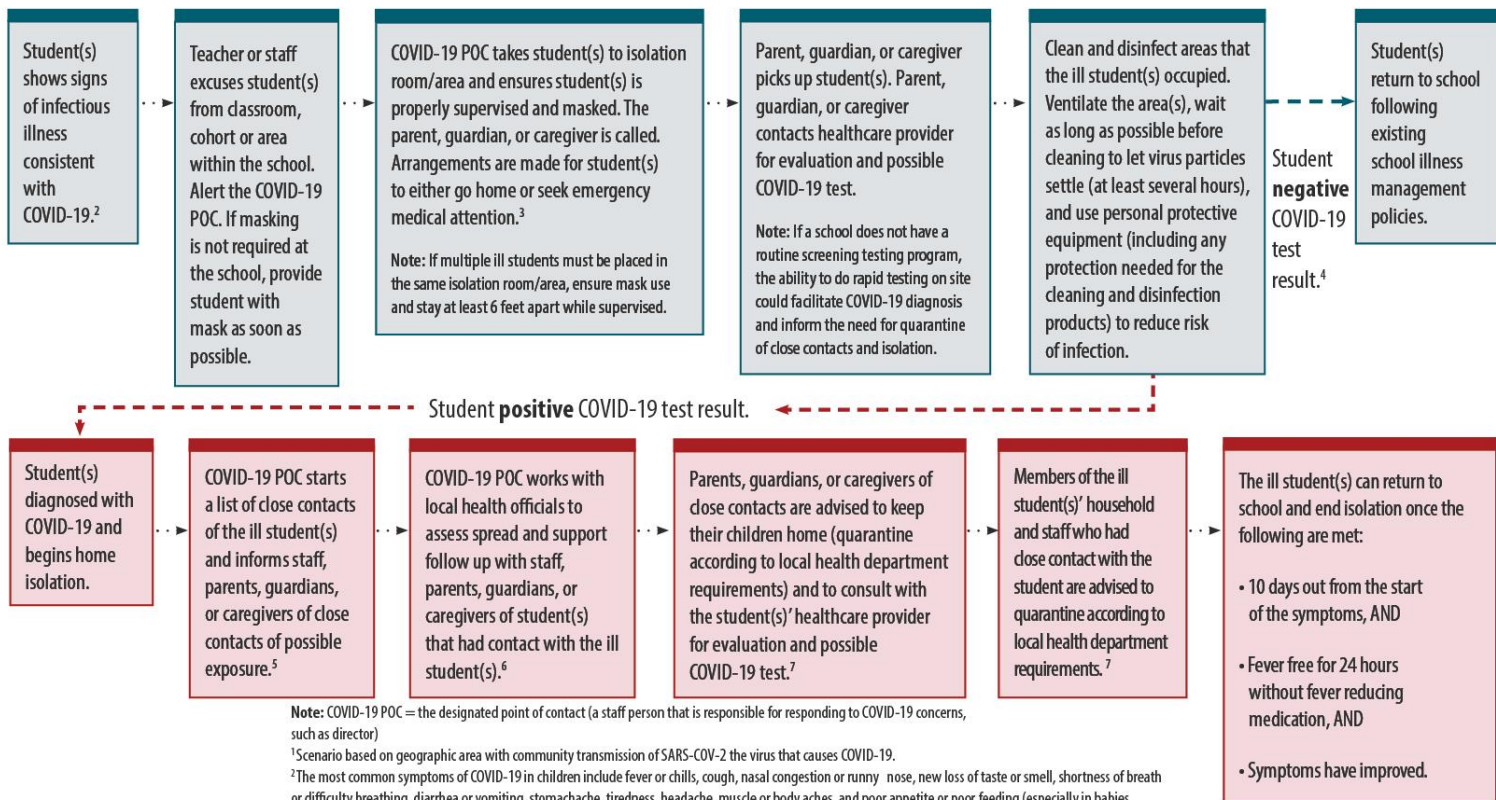 Student(s)
shows signs
of infectious
illness
consistent
with
COVID-19.2
Teacher or staff
excuses student(s)
from classroom,
cohort or area
within the school.
Alert the COVID-19
POC. If masking
is not required at
the school, provide
student with
mask as soon as
possible.
COVID-19 POC takes student(s) to isolation
room/area and ensures student(s) is
properly supervised and masked. The
parent, guardian, or caregiver is called.
Arrangements are made for student(s)
to either go home or seek emergency
medical attention.3
Note: If multiple ill students must be placed in
the same isolation room/area, ensure mask use
and stay at least 6 feet apart while supervised.
Parent, guardian, or caregiver
picks up student(s). Parent,
guardian, or caregiver
contacts healthcare provider
for evaluation and possible
COVID-19 test.
Note: If a school does not have a
routine screening testing program,
the ability to do rapid testing on site
could facilitate COVID-19 diagnosis
and inform the need for quarantine
of close contacts and isolation.
Clean and disinfect areas that
the ill student(s) occupied.
Ventilate the area(s), wait
as long as possible before
cleaning to let virus particles
settle (at least several hours),
and use personal protective
equipment (including any
protection needed for the
cleaning and disinfection
products) to reduce risk
of infection.
Student
negative
COVID-19
test
result.4
Student(s)
return to school
following
existing
school illness
management
policies.
Student positive COVID-19 test result.
Student(s)
diagnosed with
COVID-19 and
begins home
isolation.
COVID-19 POC starts
a list of close contacts
of the ill student(s)
and informs staff,
parents, guardians,
or caregivers of close
contacts of possible
exposure.5
COVID-19 POC works with
local health officials to
assess spread and support
follow up with staff,
parents, guardians, or
caregivers of student(s)
that had contact with the ill
student(s).6
Parents, guardians, or caregivers of
close contacts are advised to keep
their children home (quarantine
according to local health department
requirements) and to consult with
the student(s)' healthcare provider
for evaluation and possible
COVID-19 test.7
Members of the ill
student(s)' household
and staff who had
close contact with the
student are advised to
quarantine according to
local health department
requirements. 7
The ill student(s) can return to
school and end isolation once the
following are met:
• 10 days out from the start
of the symptoms, AND
• Fever free for 24 hours
without fever reducing
medication, AND
• Symptoms have improved.
Note: COVID-19 POC = the designated point of contact (a staff person that is responsible for responding to COVID-19 concerns,
such as director)
1Scenario based on geographic area with community transmission of SARS-COV-2 the virus that causes COVID-19.
2The most common symptoms of COVID-19 in children include fever or chills, cough, nasal congestion or runny nose, new loss of taste or smell, shortness of breath
or difficulty breathing, diarrhea or vomiting, stomachache, tiredness, headache, muscle or body aches, and poor appetite or poor feeding (especially in babies